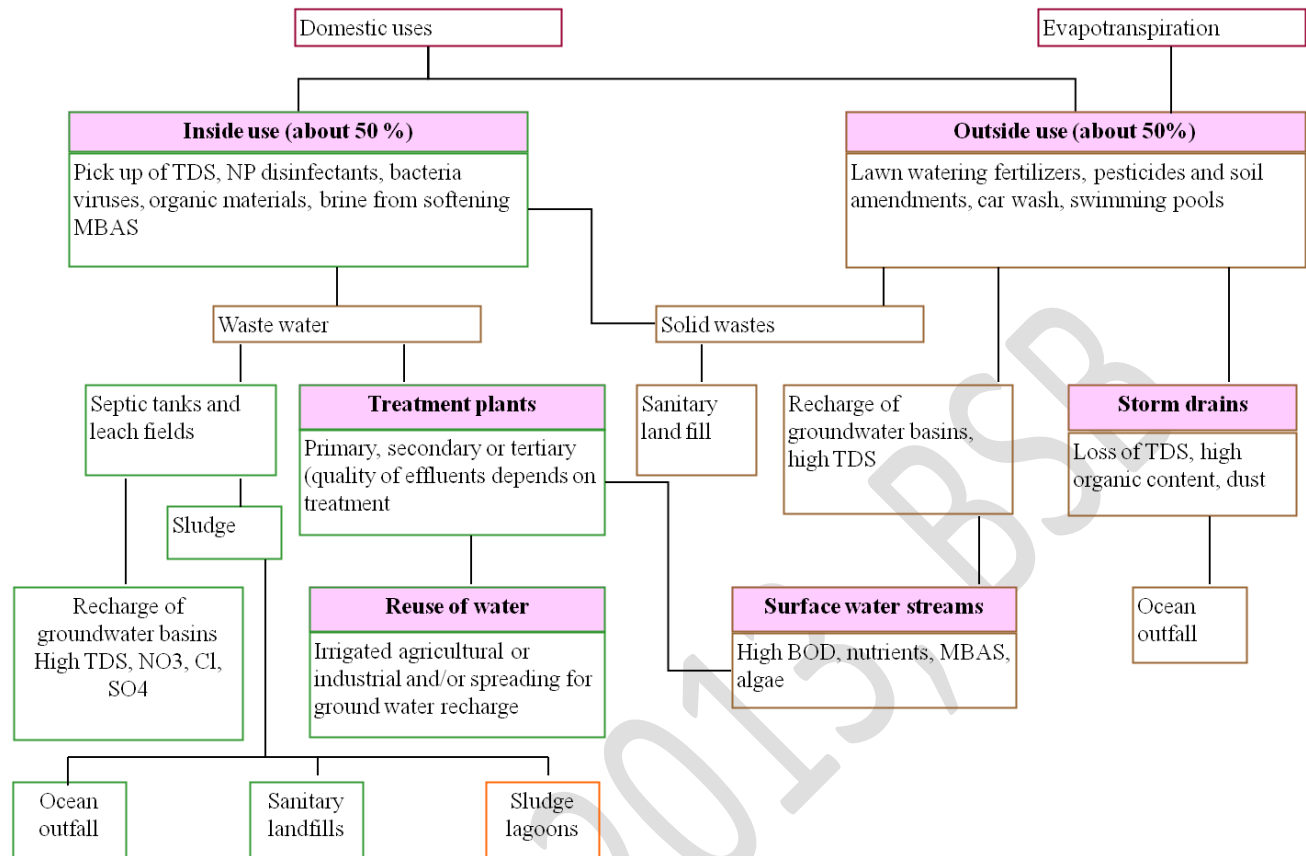 Domestic uses
Evapotranspiration
Inside use (about 50 %)
Pick up of TDS, NP disinfectants, bacteria
viruses, organic materials, brine from softening
MBAS
Outside use (about 50%)
Lawn watering fertilizers, pesticides and soil
amendments, car wash, swimming pools
Waste water
Solid wastes
Septic tanks and
leach fields
Treatment plants
Primary, secondary or tertiary
(quality of effluents depends on
treatment
Sanitary
land fill
Recharge of
groundwater basins,
high TDS
Storm drains
Loss of TDS, high
organic content, dust
Sludge
Recharge of
groundwater basins
High TDS, NO3, Cl,
SO4
Reuse of water
Irrigated agricultural or
industrial and/or spreading for
ground water recharge
Surface water streams
High BOD, nutrients, MBAS,
algae
Ocean
outfall
Ocean
outfall
Sanitary
landfills
Sludge
lagoons
2013, BSB